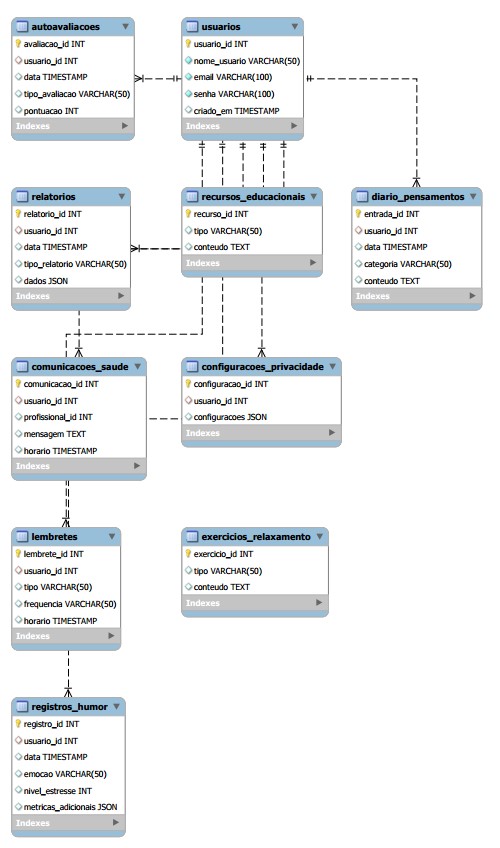 autoavaliacoes
avaliacao_id INT
usuario_id INT
data TIMESTAMP
tipo_avaliacao VARCHAR(50)
pontuacao INT
Indexes
usuarios
usuario_id INT
nome_usuario VARCHAR(50)
email VARCHAR(100)
senha VARCHAR(100)
criado_em TIMESTAMP
Indexes
relatorios
relatorio_id INT
usuario_id INT
data TIMESTAMP
tipo_relatorio VARCHAR(50)
dados JSON
Indexes
recursos_educacionais
recurso_id INT
tipo VARCHAR(50)
conteudo TEXT
Indexes
diario_pensamentos
entrada_id INT
usuario_id INT
data TIMESTAMP
categoria VARCHAR(50)
conteudo TEXT
Indexes
comunicacoes_saude
comunicacao_id INT
usuario_id INT
profissional_id INT
mensagem TEXT
horario TIMESTAMP
Indexes
configuracoes_privacidade
configuracao_id INT
usuario_id INT
configuracoes JSON
Indexes
lembretes
lembrete_id INT
usuario_id INT
tipo VARCHAR(50)
frequencia VARCHAR(50)
horario TIMESTAMP
Indexes
exercicios_relaxamento
exercicio_id INT
tipo VARCHAR(50)
conteudo TEXT
Indexes
registros_humor
registro_id INT
usuario_id INT
data TIMESTAMP
emocao VARCHAR(50)
nivel_estresse INT
metricas_adicionais JSON
Indexes